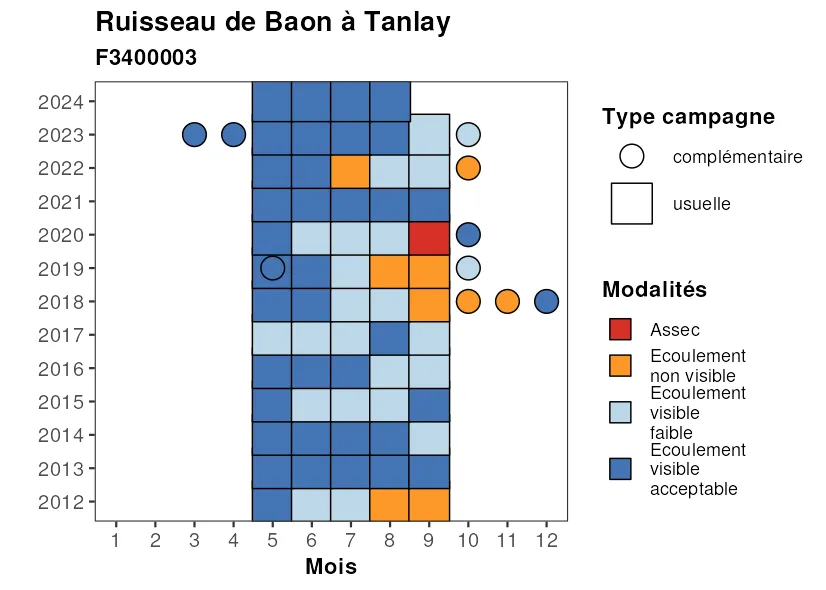 Ruisseau de Baon à Tanlay
F3400003
2024
2023
2022
2021
2020
2019
2018
2017
2016
2015
2014
2013
2012
1 2 3 4 5 6 7 8 9 10 11 12
Mois
Type campagne
complémentaire
usuelle
Modalités
Assec
Ecoulement
non visible
Ecoulement
visible
faible
Ecoulement
visible
acceptable